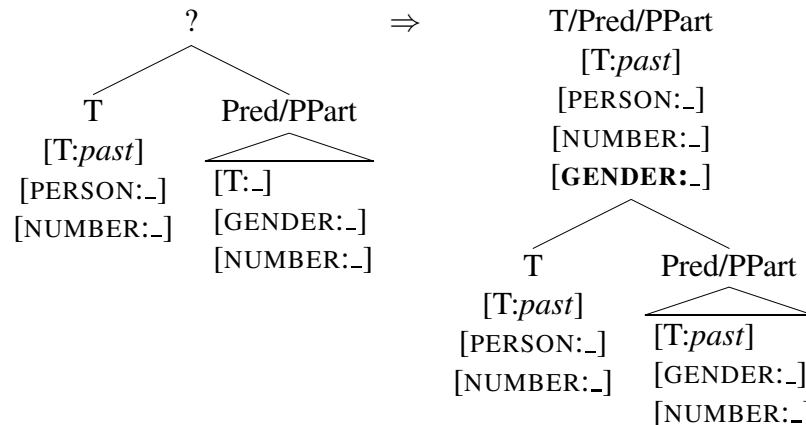 ? ⇒ T/Pred/PPart
[T:past]
[PERSON:_]
[NUMBER:_]
[GENDER:_]
T Pred/PPart
[T:past] [T:_]
[PERSON:_] [GENDER:_]
[NUMBER:_] [NUMBER:_]
T Pred/PPart
[T:past] [T:past]
[PERSON:_] [GENDER:_]
[NUMBER:_] [NUMBER:_]